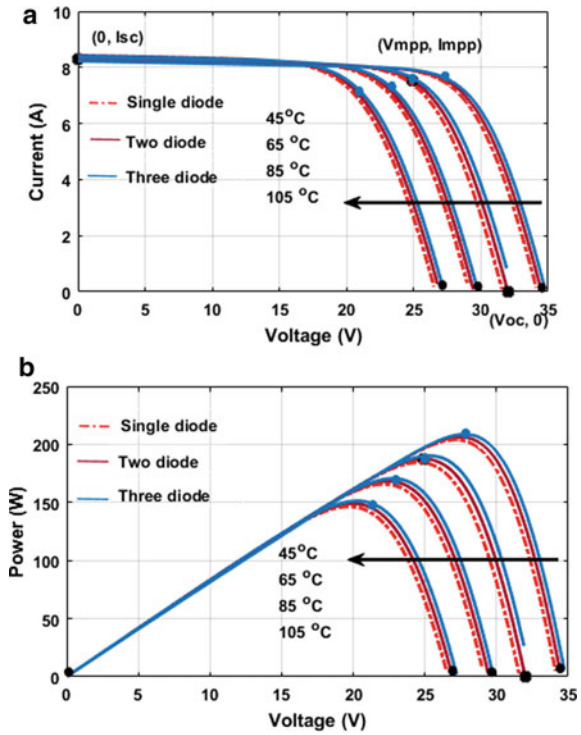 a
(0, Isc)
(Vmpp, Impp)
Single diode
Two diode
Three diode
45°C
65 °C
85 °C
105 °C
Current (A)
10
8
6
4
2
0
0 5 10 15 20 25 30 35
(Voc, 0)
Voltage (V)
b
Single diode
Two diode
Three diode
45°C
65 °C
85 °C
105 °C
Power (W)
250
200
150
100
50
0
0 5 10 15 20 25 30 35
Voltage (V)